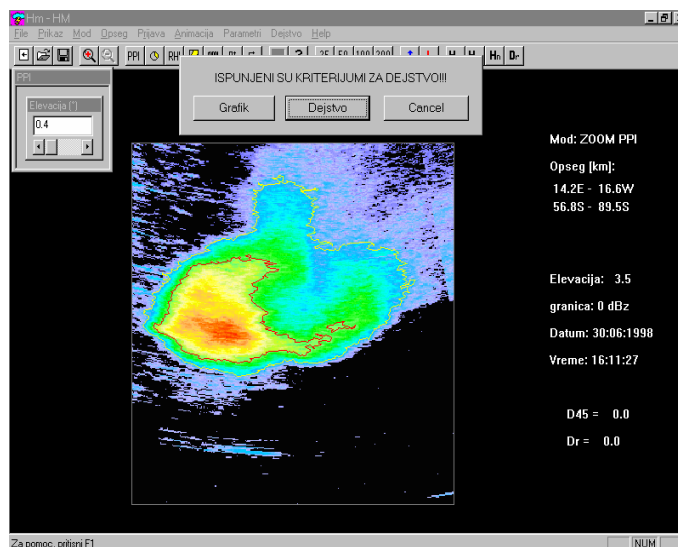 Hm - HM
File Prikaz Mod Opseg Prijava Animacija Parametri Dejstvo Help
PPI RHI 25 50 100 200 Hn Dr
PPI
Elevacija (°)
0.4
ISPUNJENI SU KRITERIJUMI ZA DEJSTVO!!!
Grafik Dejstvo Cancel
Mod: ZOOM PPI
Opseg [km]:
14.2E - 16.6W
56.8S - 89.5S
Elevacija: 3.5
granica: 0 dBz
Datum: 30:06:1998
Vreme: 16:11:27
D45 = 0.0
Dr = 0.0
Za pomoc, pritisni F1
NUM